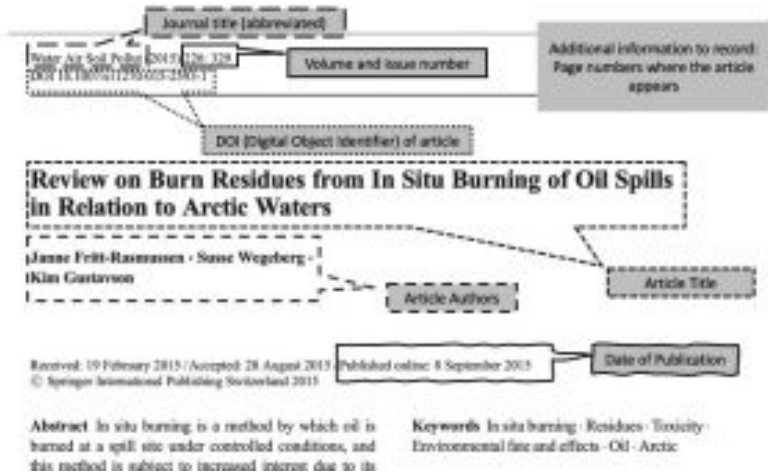 Journal title (abbreviated)
Water Air Soil Pollut (2015) 226: 329
Volume and issue number
Additional information to record:
Page numbers where the article
appears
DOI (Digital Object Identifier) of article
Review on Burn Residues from In Situ Burning of Oil Spills
in Relation to Arctic Waters
Janne Fritt-Rasmussen · Susse Wegeberg ·
Kim Gustavson
Article Authors
Article Title
Received: 19 February 2015 / Accepted: 28 August 2015 / Published online: 8 September 2015
© Springer International Publishing Switzerland 2015
Date of Publication
Abstract In situ burning is a method by which oil is
burned at a spill site under controlled conditions, and
this method is subject to increased interest due to its
Keywords In situ burning · Residues · Toxicity ·
Environmental fate and effects · Oil · Arctic